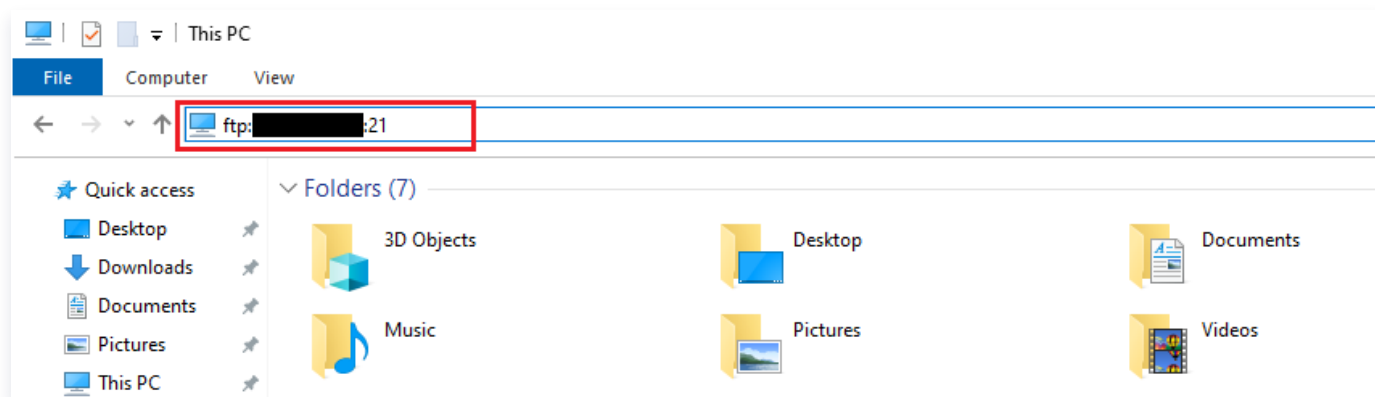 This PC
File Computer View
ftp: :21
Quick access
Desktop
Downloads
Documents
Pictures
This PC
Folders (7)
3D Objects Desktop Documents
Music Pictures Videos